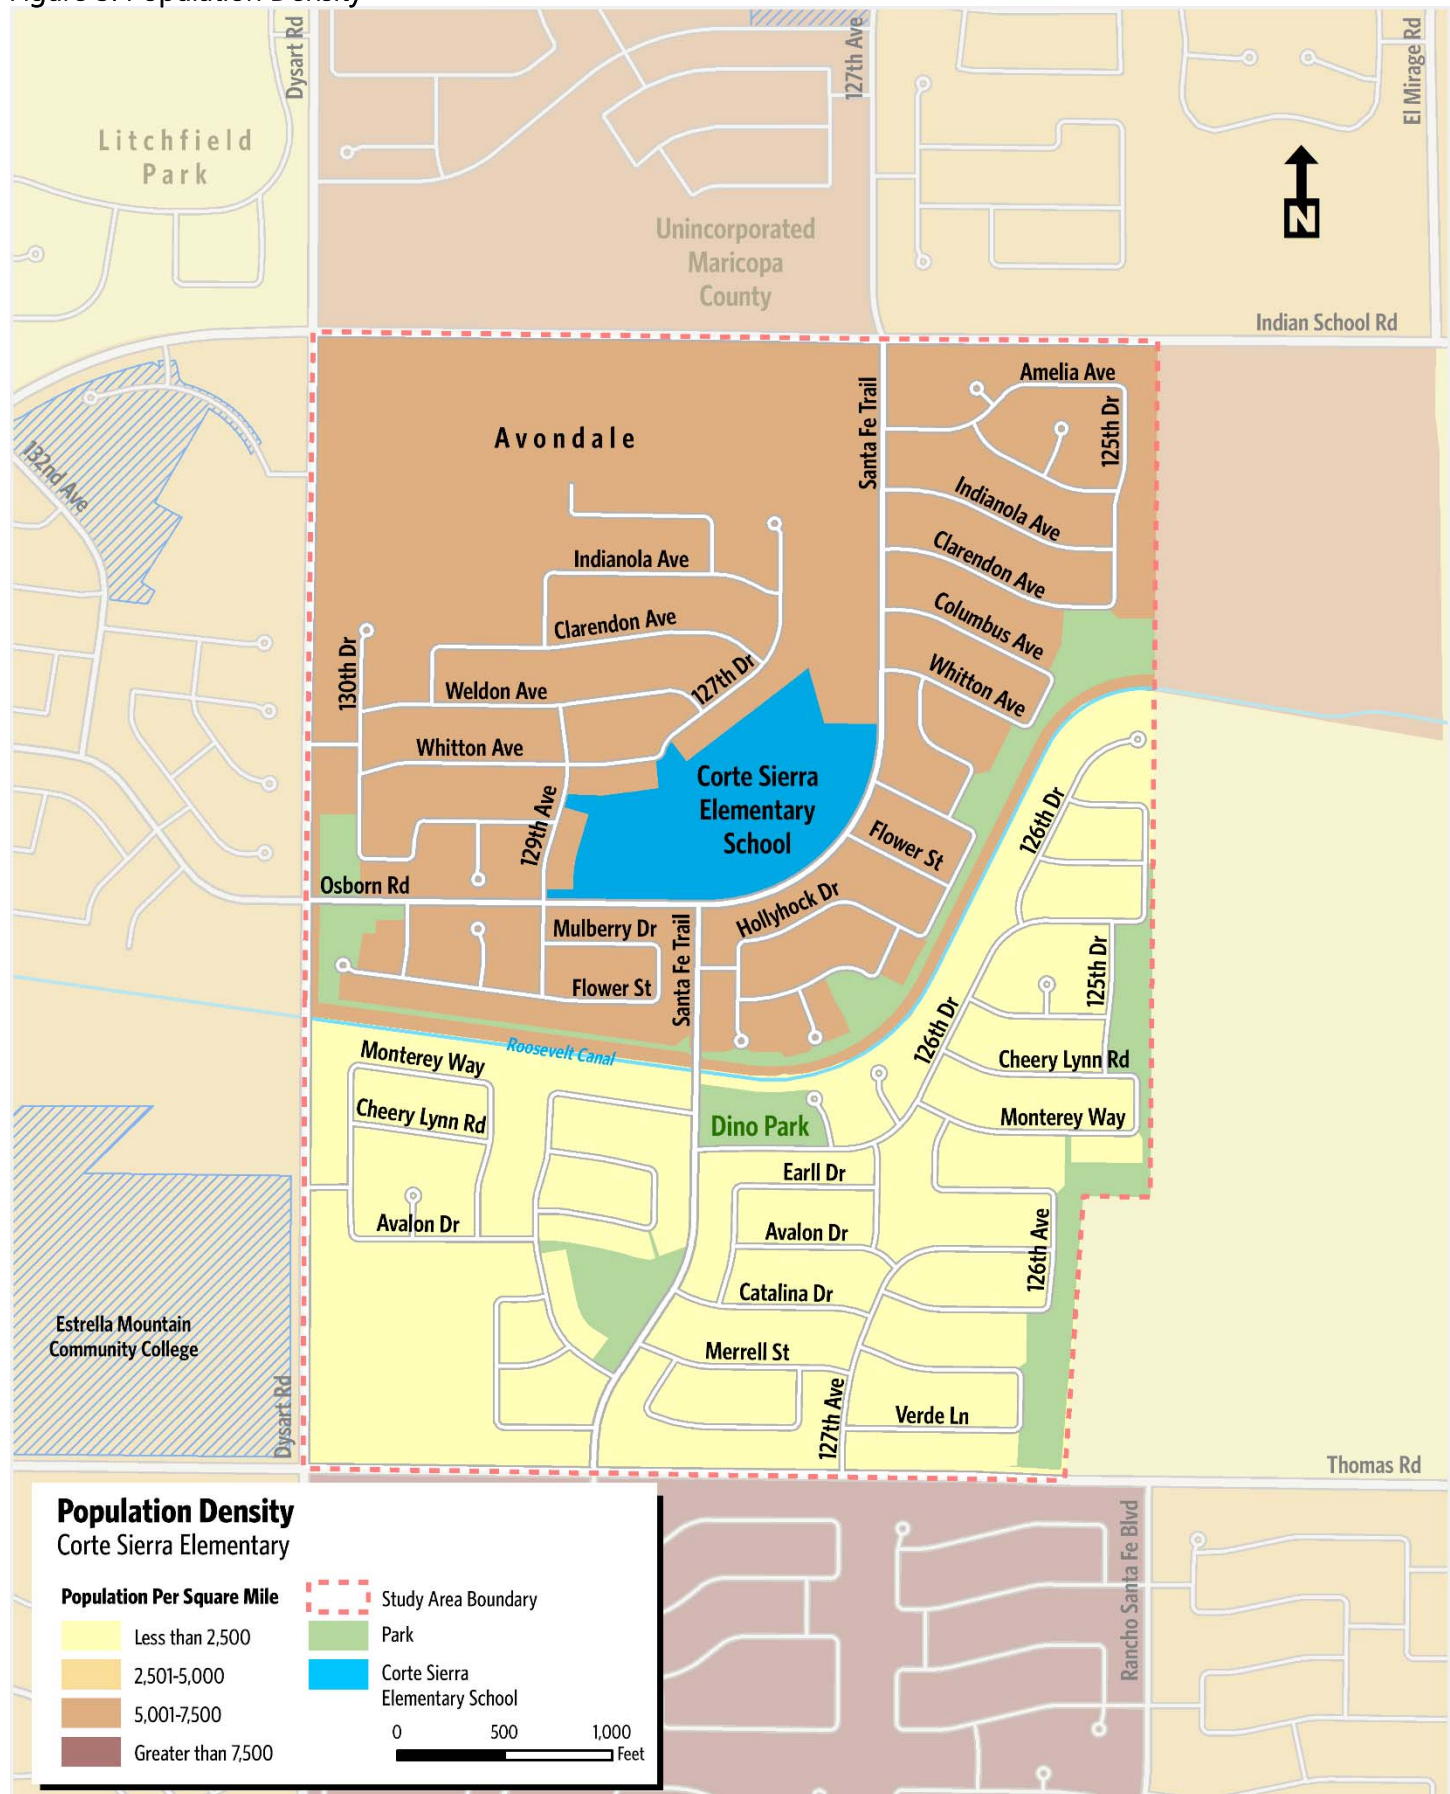 Figure 3: Population Density
Dysart Rd
127th Ave
El Mirage Rd
Litchfield
Park
N
Unincorporated
Maricopa
County
Indian School Rd
Amelia Ave
Santa Fe Trail
125th Dr
Avondale
132nd Ave
Indianola Ave
Indianola Ave
Clarendon Ave
Columbus Ave
Clarendon Ave
130th Dr
127th Dr
Whitton Ave
Weldon Ave
Whitton Ave
Corte Sierra
Elementary
School
129th Ave
126th Dr
Flower St
Osborn Rd
Hollyhock Dr
Mulberry Dr
Santa Fe Trail
125th Dr
Flower St
126th Dr
Roosevelt Canal
Monterey Way
Cheery Lynn Rd
Cheery Lynn Rd
Dino Park
Monterey Way
Earll Dr
Avalon Dr
Avalon Dr
126th Ave
Catalina Dr
Estrella Mountain
Community College
Merrell St
Dysart Rd
127th Ave
Verde Ln
Thomas Rd
Rancho Santa Fe Blvd
Population Density
Corte Sierra Elementary
Population Per Square Mile
Less than 2,500
2,501-5,000
5,001-7,500
Greater than 7,500
Study Area Boundary
Park
Corte Sierra
Elementary School
0 500 1,000
Feet